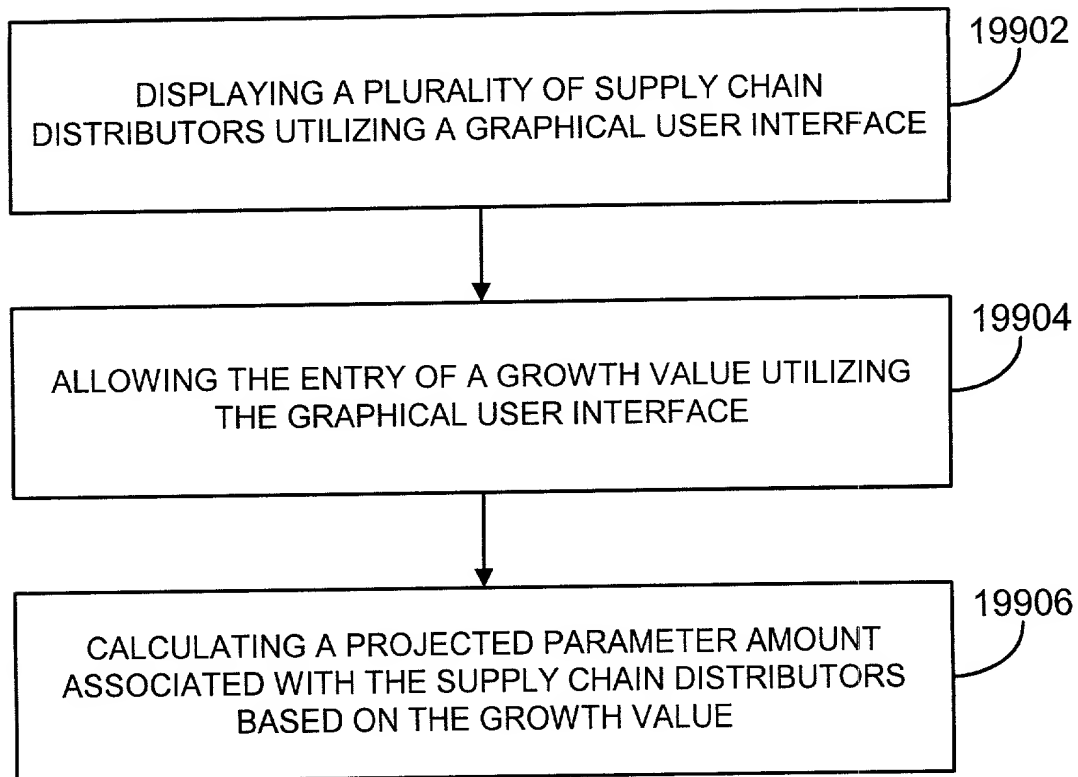 19902
DISPLAYING A PLURALITY OF SUPPLY CHAIN
DISTRIBUTORS UTILIZING A GRAPHICAL USER INTERFACE
19904
ALLOWING THE ENTRY OF A GROWTH VALUE UTILIZING
THE GRAPHICAL USER INTERFACE
19906
CALCULATING A PROJECTED PARAMETER AMOUNT
ASSOCIATED WITH THE SUPPLY CHAIN DISTRIBUTORS
BASED ON THE GROWTH VALUE